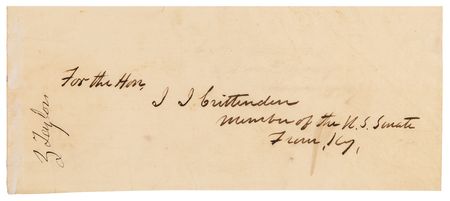 For the Hon,
J J Crittenden
Member of the U.S. Senate
From, Ky,
Z Taylor